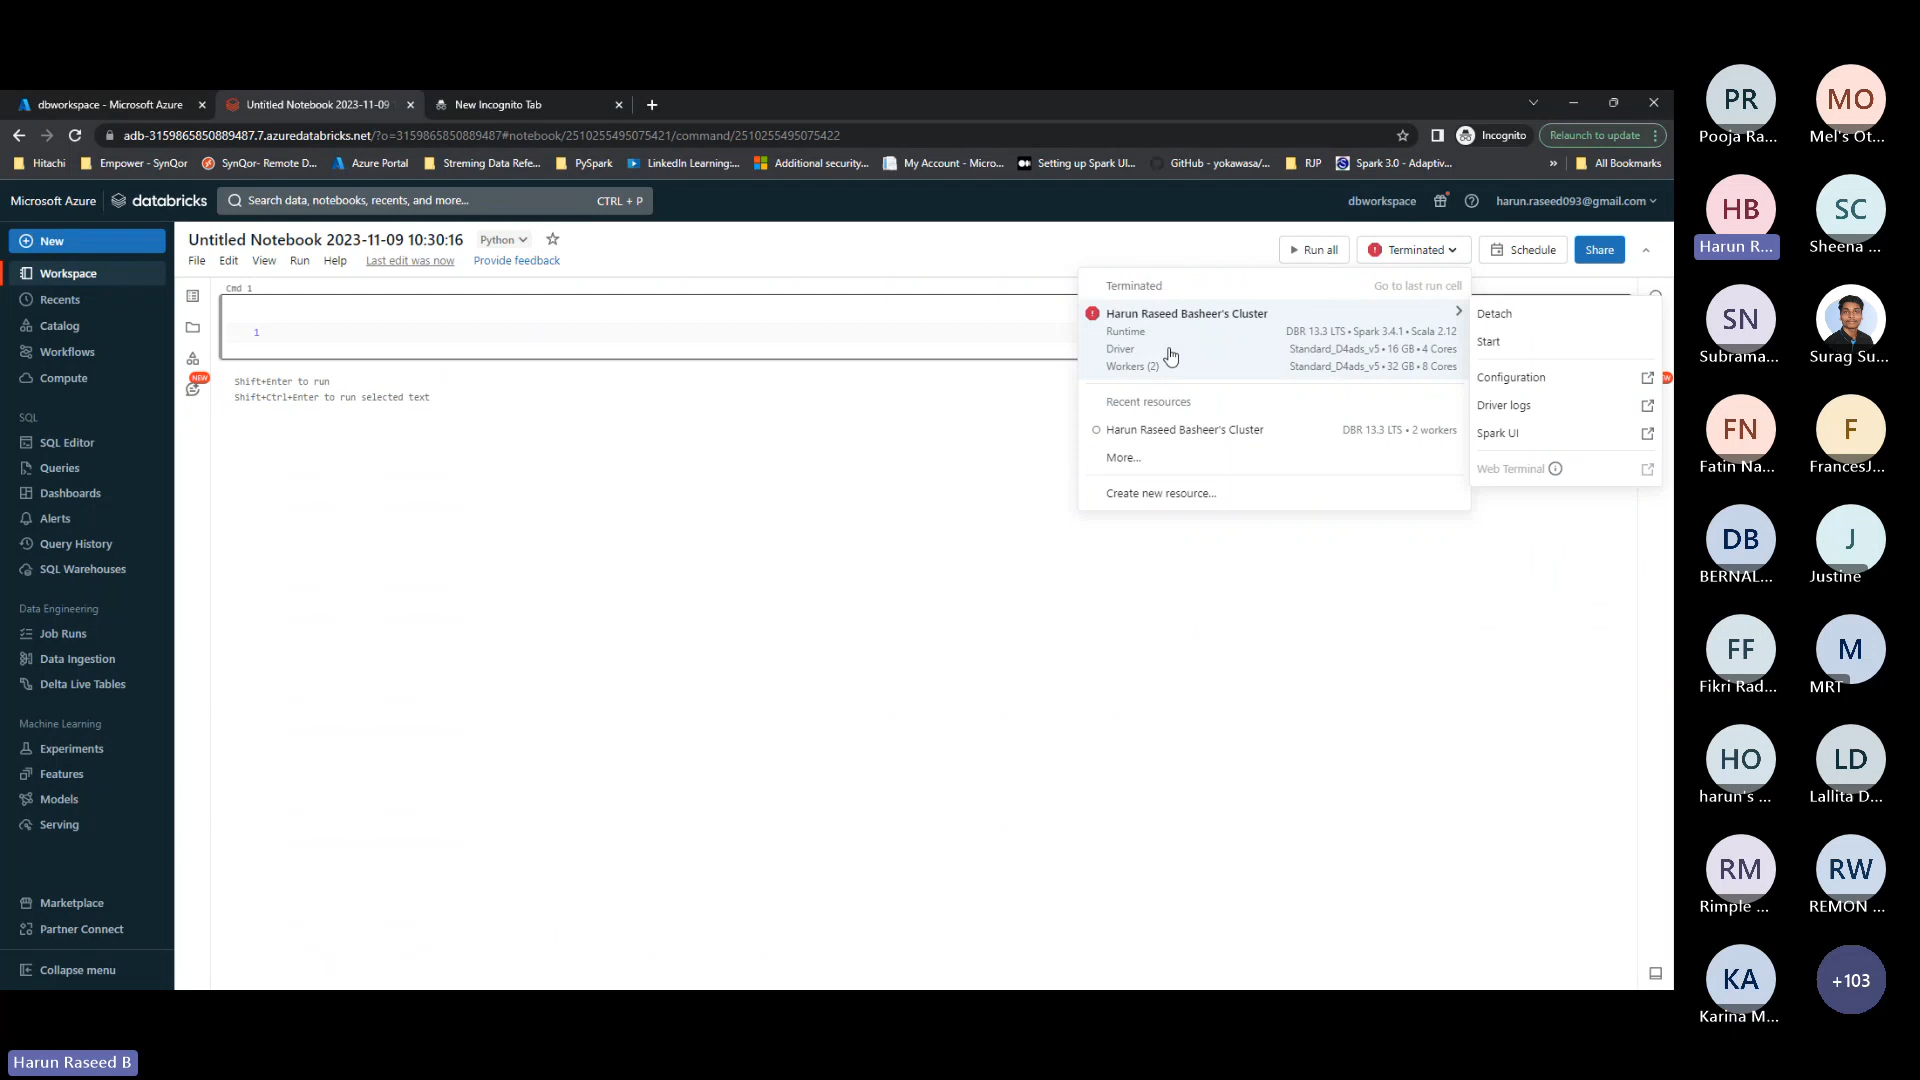 dbworkspace - Microsoft Azure
Untitled Notebook 2023-11-09
New Incognito Tab
adb-3159865850889487.7.azuredatabricks.net/?o=3159865850889487#notebook/2510255495075421/command/2510255495075422
Incognito
Relaunch to update
Hitachi
Empower - SynQor
SynQor- Remote D...
Azure Portal
Streming Data Refe...
PySpark
LinkedIn Learning:...
Additional security...
My Account - Micro...
Setting up Spark UI...
GitHub - yokawasa/...
RJP
Spark 3.0 - Adaptiv...
»
All Bookmarks
Microsoft Azure
databricks
Search data, notebooks, recents, and more...
CTRL + P
dbworkspace
harun.raseed093@gmail.com
New
Workspace
Recents
Catalog
Workflows
Compute
SQL
SQL Editor
Queries
Dashboards
Alerts
Query History
SQL Warehouses
Data Engineering
Job Runs
Data Ingestion
Delta Live Tables
Machine Learning
Experiments
Features
Models
Serving
Marketplace
Partner Connect
Collapse menu
Untitled Notebook 2023-11-09 10:30:16
Python
File Edit View Run Help Last edit was now Provide feedback
Run all
Terminated
Schedule
Share
NEW
Cmd 1
1
Shift+Enter to run
Shift+Ctrl+Enter to run selected text
Terminated
Go to last run cell
Harun Raseed Basheer's Cluster
Runtime DBR 13.3 LTS • Spark 3.4.1 • Scala 2.12
Driver Standard_D4ads_v5 • 16 GB • 4 Cores
Workers (2) Standard_D4ads_v5 • 32 GB • 8 Cores
Recent resources
Harun Raseed Basheer's Cluster DBR 13.3 LTS • 2 workers
More...
Create new resource...
Detach
Start
Configuration
Driver logs
Spark UI
Web Terminal
PR
Pooja Ra...
MO
Mel's Ot...
HB
Harun R...
SC
Sheena ...
SN
Subrama...
Surag Su...
FN
Fatin Na...
F
FrancesJ...
DB
BERNAL...
J
Justine
FF
Fikri Rad...
M
MRT
HO
harun's ...
LD
Lallita D...
RM
Rimple ...
RW
REMON ...
KA
Karina M...
+103
Harun Raseed B